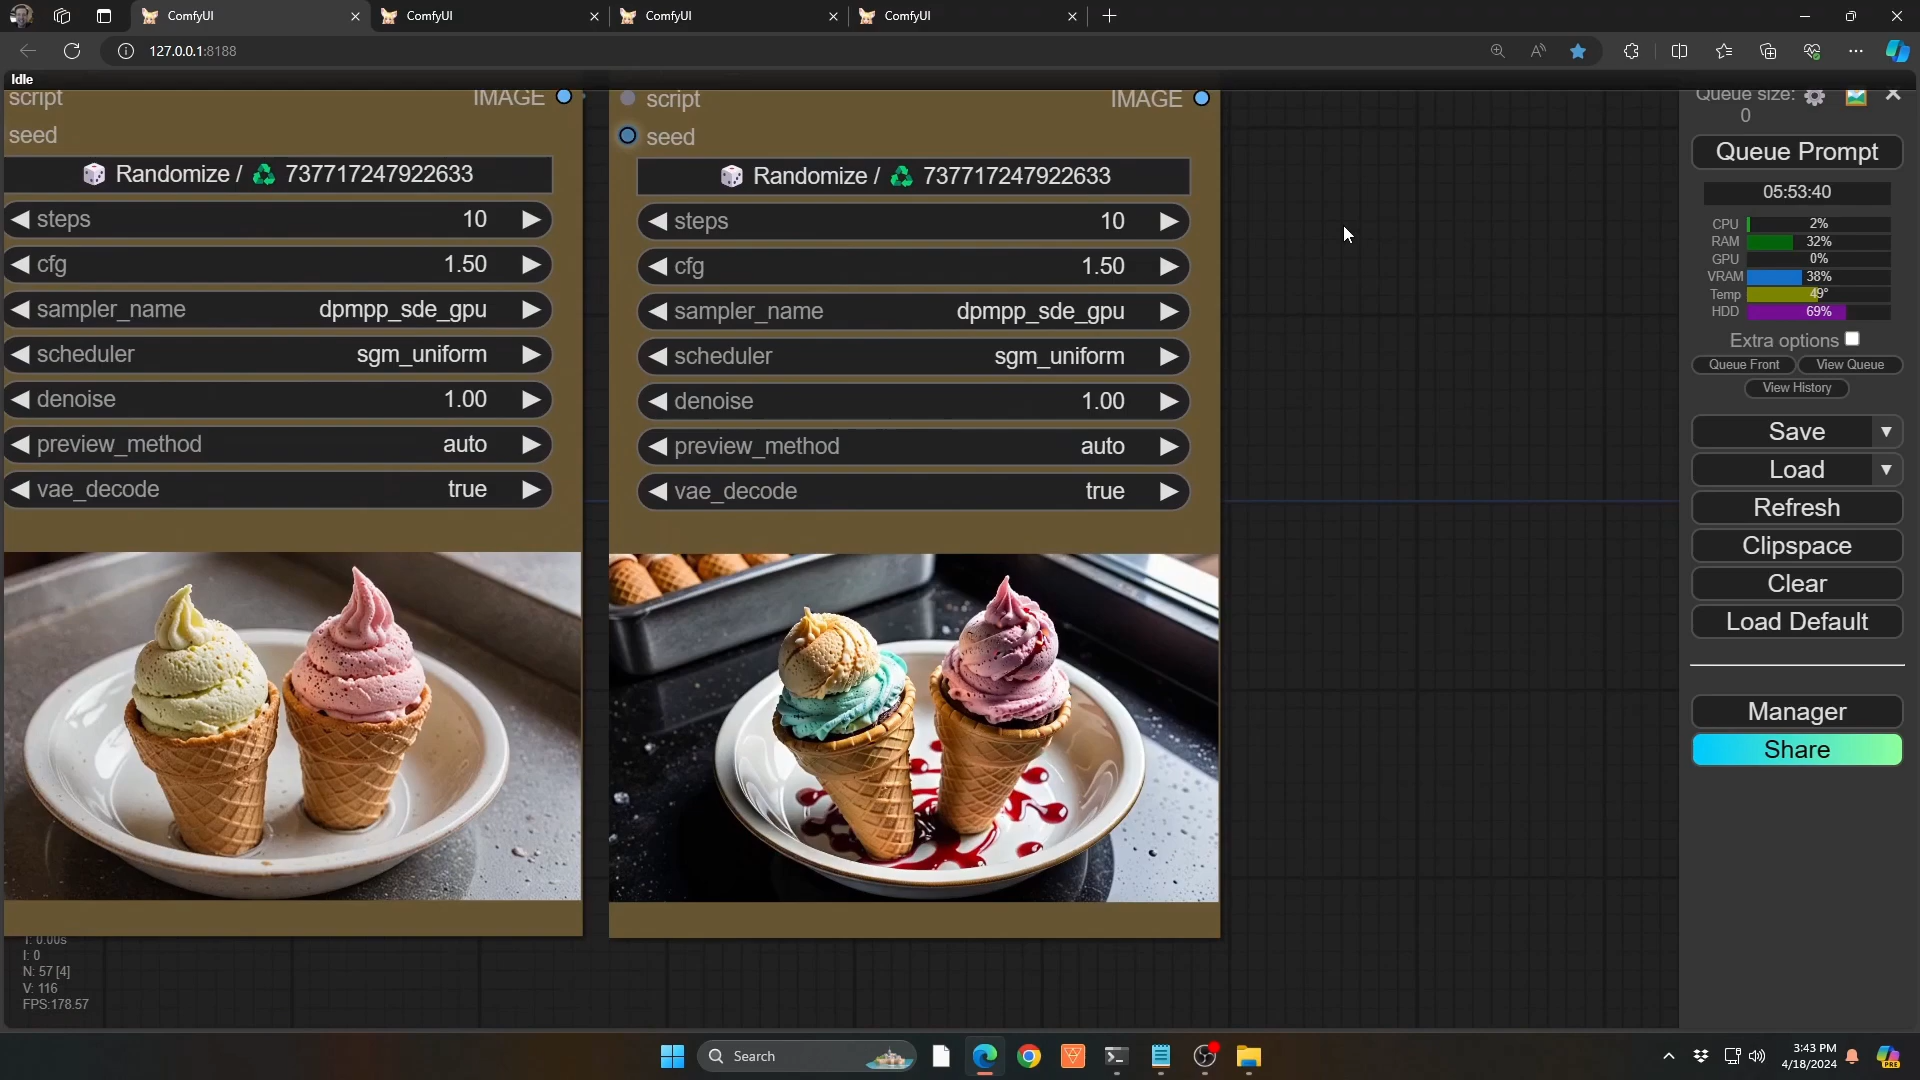 ComfyUI
ComfyUI
ComfyUI
ComfyUI
127.0.0.1:8188
Idle
script
IMAGE
seed
Randomize / 737717247922633
steps 10
cfg 1.50
sampler_name dpmpp_sde_gpu
scheduler sgm_uniform
denoise 1.00
preview_method auto
vae_decode true
script
IMAGE
seed
Randomize / 737717247922633
steps 10
cfg 1.50
sampler_name dpmpp_sde_gpu
scheduler sgm_uniform
denoise 1.00
preview_method auto
vae_decode true
T: 0.00s
I: 0
N: 57 [4]
V: 116
FPS:178.57
Queue size:
0
Queue Prompt
05:53:40
CPU 2%
RAM 32%
GPU 0%
VRAM 38%
Temp 49°
HDD 69%
Extra options
Queue Front View Queue
View History
Save
Load
Refresh
Clipspace
Clear
Load Default
Manager
Share
Search
3:43 PM
4/18/2024
PRE